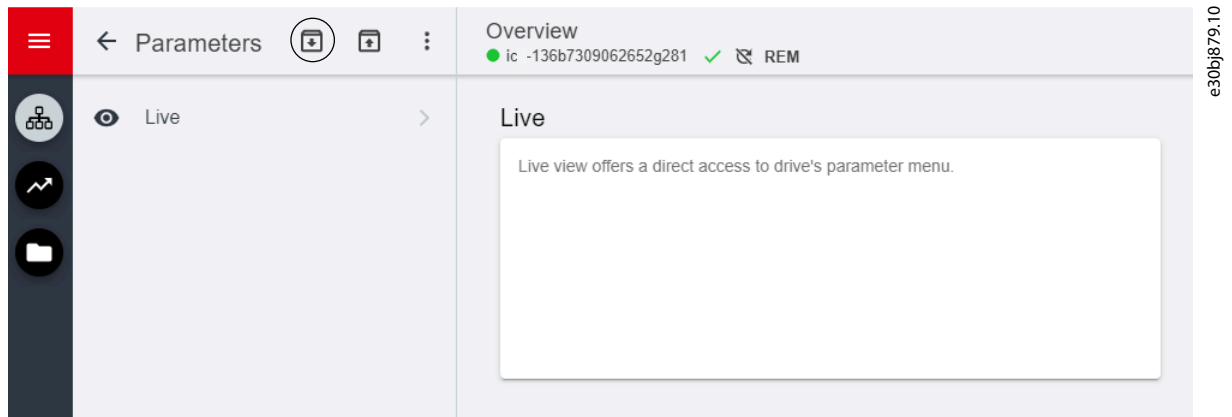 Parameters
Overview
ic -136b7309062652g281 REM
Live
Live
Live view offers a direct access to drive's parameter menu.
e30bj879.10